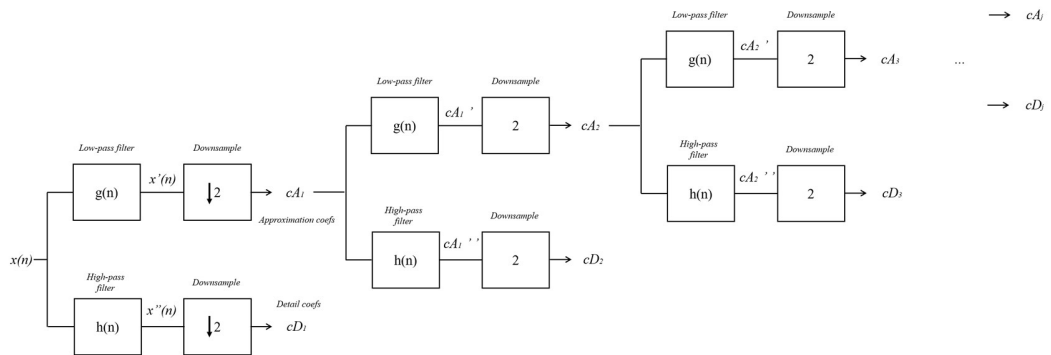 Low-pass filter
Downsample
cA₂ ’
g(n)
2
cA₃
...
cAⱼ
cDⱼ
Low-pass filter
Downsample
cA₁ ’
g(n)
2
cA₂
High-pass
filter
Downsample
cA₂ ’ ’
h(n)
2
cD₃
Low-pass filter
Downsample
x’(n)
g(n)
↓2
cA₁
Approximation coefs
High-pass
filter
Downsample
cA₁ ’ ’
h(n)
2
cD₂
x(n)
High-pass
filter
Downsample
Detail coefs
x’’(n)
h(n)
↓2
cD₁